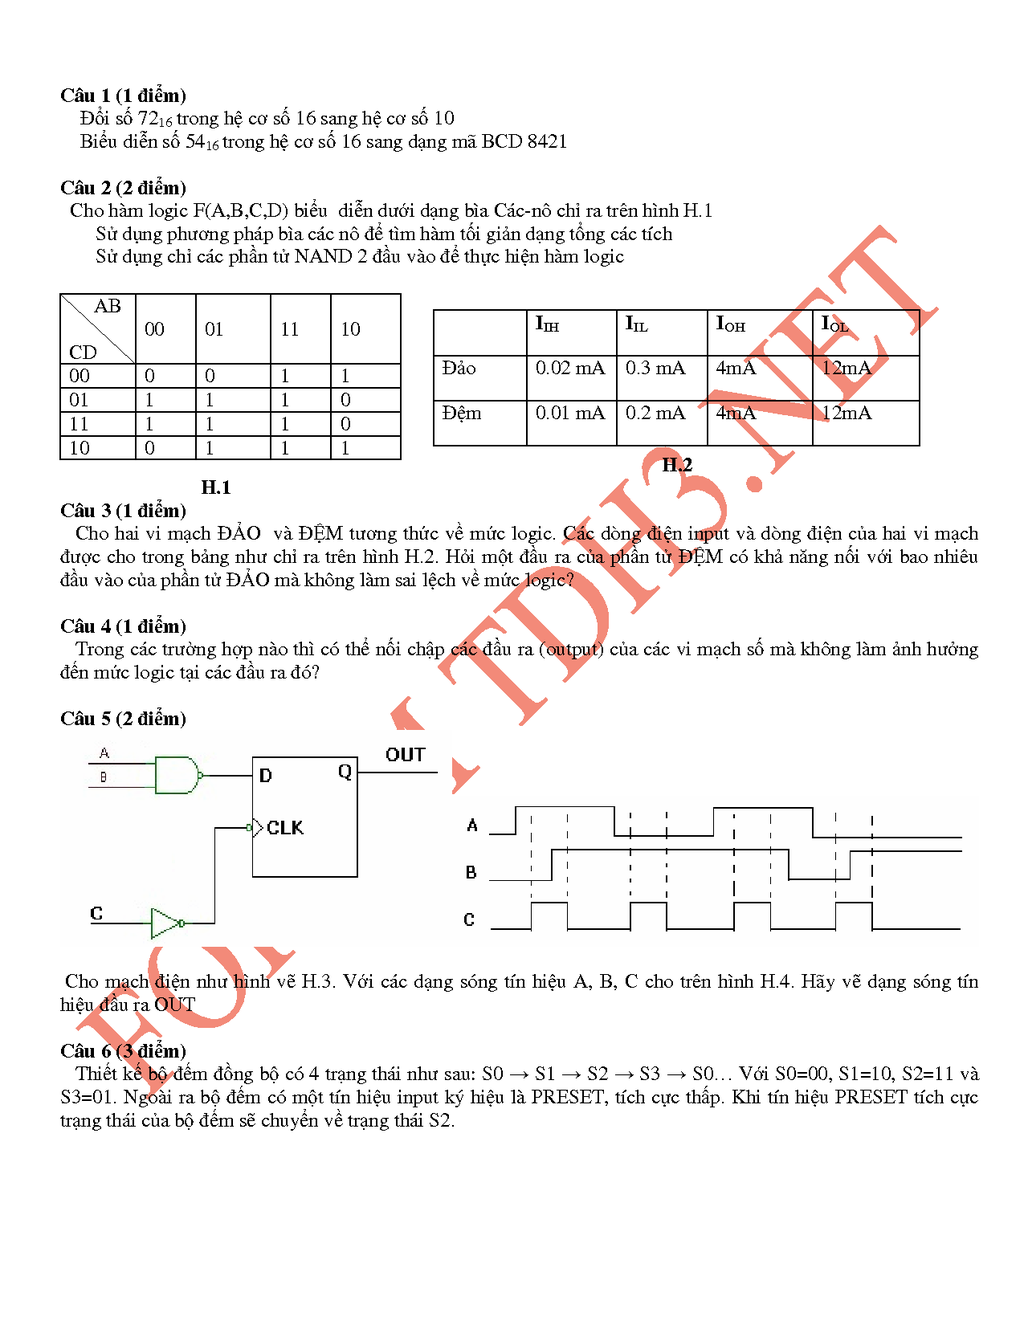 Câu 1 (1 điểm)
Đổi số 72₁₆ trong hệ cơ số 16 sang hệ cơ số 10
Biểu diễn số 54₁₆ trong hệ cơ số 16 sang dạng mã BCD 8421
Câu 2 (2 điểm)
Cho hàm logic F(A,B,C,D) biểu diễn dưới dạng bìa Các-nô chỉ ra trên hình H.1
Sử dụng phương pháp bìa các nô để tìm hàm tối giản dạng tổng các tích
Sử dụng chỉ các phần tử NAND 2 đầu vào để thực hiện hàm logic
AB
CD
00 01 11 10
00 0 0 1 1
01 1 1 1 0
11 1 1 1 0
10 0 1 1 1
H.1
IIH IIL IOH IOL
Đảo 0.02 mA 0.3 mA 4mA 12mA
Đệm 0.01 mA 0.2 mA 4mA 12mA
H.2
Câu 3 (1 điểm)
Cho hai vi mạch ĐẢO và ĐỆM tương thức về mức logic. Các dòng điện input và dòng điện của hai vi mạch
được cho trong bảng như chỉ ra trên hình H.2. Hỏi một đầu ra của phần tử ĐỆM có khả năng nối với bao nhiêu
đầu vào của phần tử ĐẢO mà không làm sai lệch về mức logic?
Câu 4 (1 điểm)
Trong các trường hợp nào thì có thể nối chập các đầu ra (output) của các vi mạch số mà không làm ảnh hưởng
đến mức logic tại các đầu ra đó?
Câu 5 (2 điểm)
A
B
D
Q
OUT
CLK
C
A
B
C
Cho mạch điện như hình vẽ H.3. Với các dạng sóng tín hiệu A, B, C cho trên hình H.4. Hãy vẽ dạng sóng tín
hiệu đầu ra OUT
Câu 6 (3 điểm)
Thiết kế bộ đếm đồng bộ có 4 trạng thái như sau: S0 → S1 → S2 → S3 → S0… Với S0=00, S1=10, S2=11 và
S3=01. Ngoài ra bộ đếm có một tín hiệu input ký hiệu là PRESET, tích cực thấp. Khi tín hiệu PRESET tích cực
trạng thái của bộ đếm sẽ chuyển về trạng thái S2.
TDH3.NET